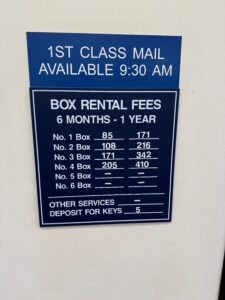 1ST CLASS MAIL
AVAILABLE 9:30 AM
BOX RENTAL FEES
6 MONTHS - 1 YEAR
No. 1 Box 85 171
No. 2 Box 108 216
No. 3 Box 171 342
No. 4 Box 205 410
No. 5 Box — —
No. 6 Box — —
OTHER SERVICES —
DEPOSIT FOR KEYS 5